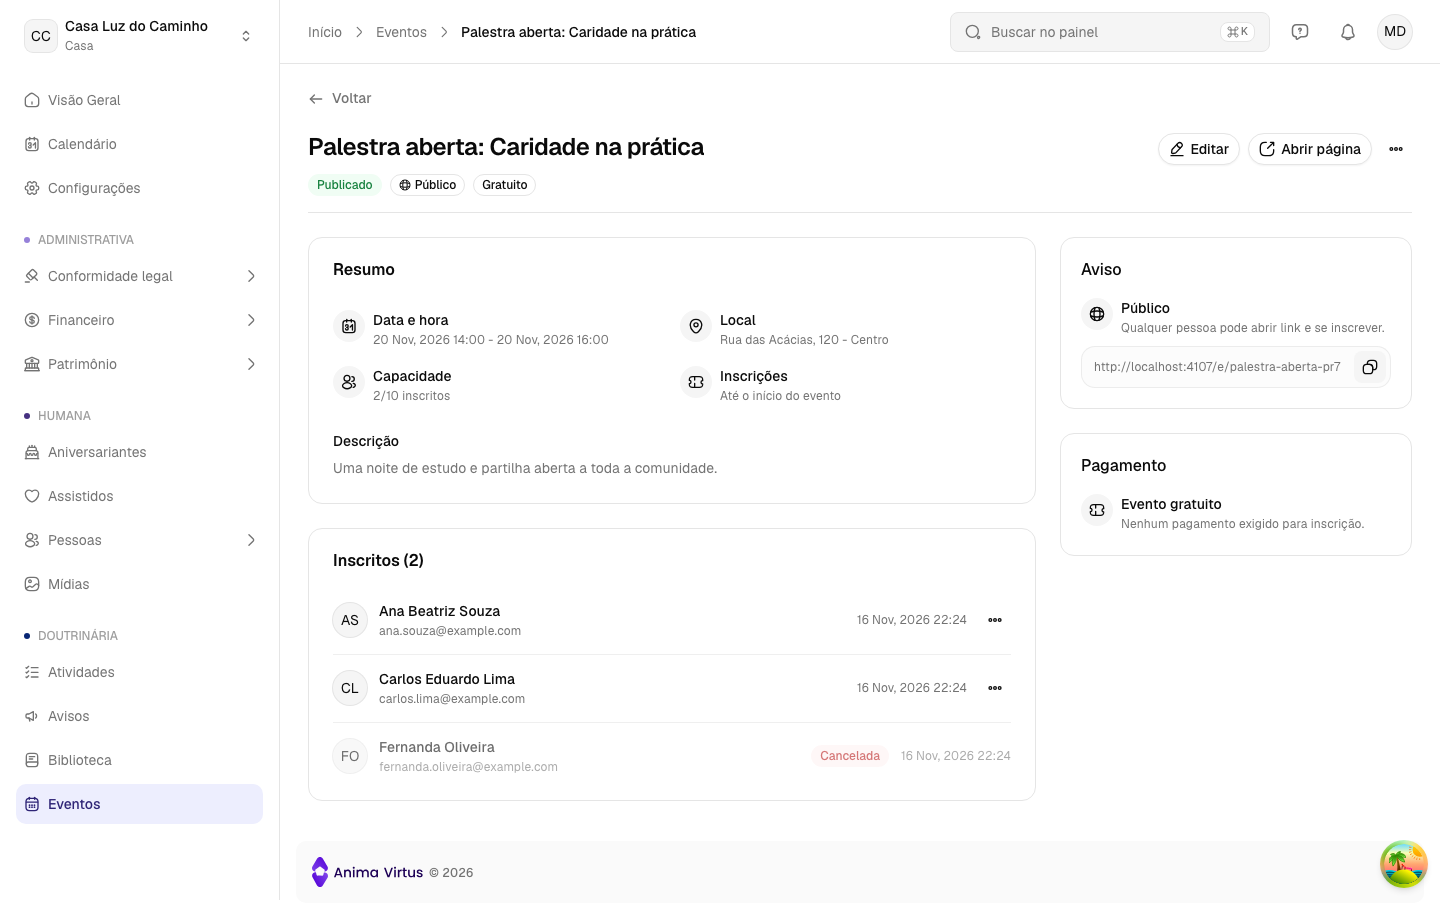 CC
Casa Luz do Caminho
Casa
Visão Geral
Calendário
Configurações
ADMINISTRATIVA
Conformidade legal
Financeiro
Patrimônio
HUMANA
Aniversariantes
Assistidos
Pessoas
Mídias
DOUTRINÁRIA
Atividades
Avisos
Biblioteca
Eventos
Início > Eventos > Palestra aberta: Caridade na prática
Buscar no painel ⌘K
MD
← Voltar
Palestra aberta: Caridade na prática
Editar
Abrir página
Publicado
Público
Gratuito
Resumo
Data e hora
20 Nov, 2026 14:00 - 20 Nov, 2026 16:00
Local
Rua das Acácias, 120 - Centro
Capacidade
2/10 inscritos
Inscrições
Até o início do evento
Descrição
Uma noite de estudo e partilha aberta a toda a comunidade.
Inscritos (2)
AS
Ana Beatriz Souza
ana.souza@example.com
16 Nov, 2026 22:24
CL
Carlos Eduardo Lima
carlos.lima@example.com
16 Nov, 2026 22:24
FO
Fernanda Oliveira
fernanda.oliveira@example.com
Cancelada
16 Nov, 2026 22:24
Aviso
Público
Qualquer pessoa pode abrir link e se inscrever.
http://localhost:4107/e/palestra-aberta-pr7
Pagamento
Evento gratuito
Nenhum pagamento exigido para inscrição.
Anima Virtus © 2026